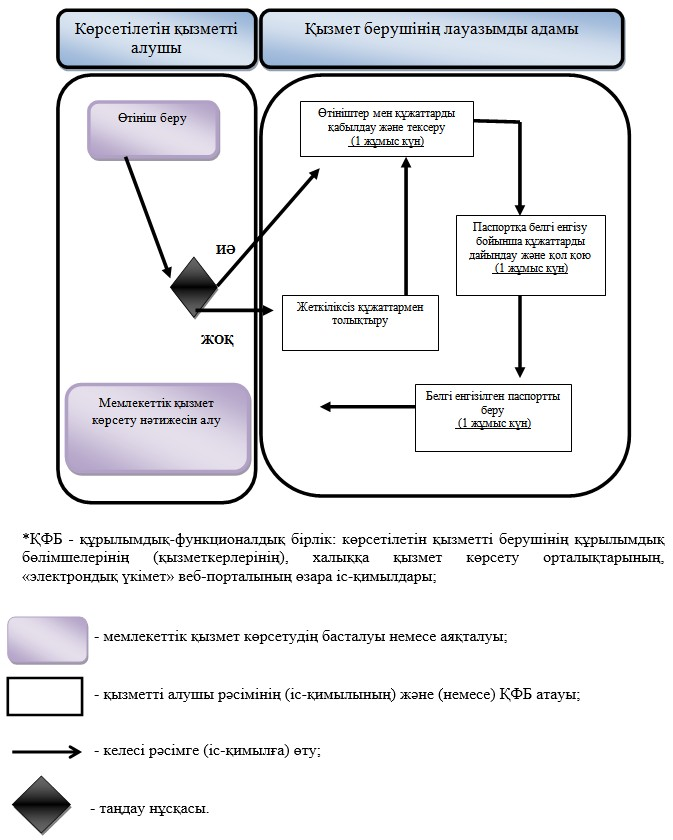 Көрсетілетін қызметті
алушы
Қызмет берушінің лауазымды адамы
Өтініш беру
Өтініштер мен құжаттарды
қабылдау және тексеру
(1 жұмыс күн)
Паспортқа белгі енгізу
бойынша құжаттарды
дайындау және қол қою
(1 жұмыс күн)
ИӘ
Жеткіліксіз құжаттармен
толықтыру
ЖОҚ
Мемлекеттік қызмет
көрсету нәтижесін алу
Белгі енгізілген паспортты
беру
(1 жұмыс күн)
*ҚФБ - құрылымдық-функционалдық бірлік: көрсетілетін қызметті берушінің құрылымдық
бөлімшелерінің (қызметкерлерінің), халыққа қызмет көрсету орталықтарының,
«электрондық үкімет» веб-порталының өзара іс-қимылдары;
- мемлекеттік қызмет көрсетудің басталуы немесе аяқталуы;
- қызметті алушы рәсімінің (іс-қимылының) және (немесе) ҚФБ атауы;
- келесі рәсімге (іс-қимылға) өту;
- таңдау нұсқасы.